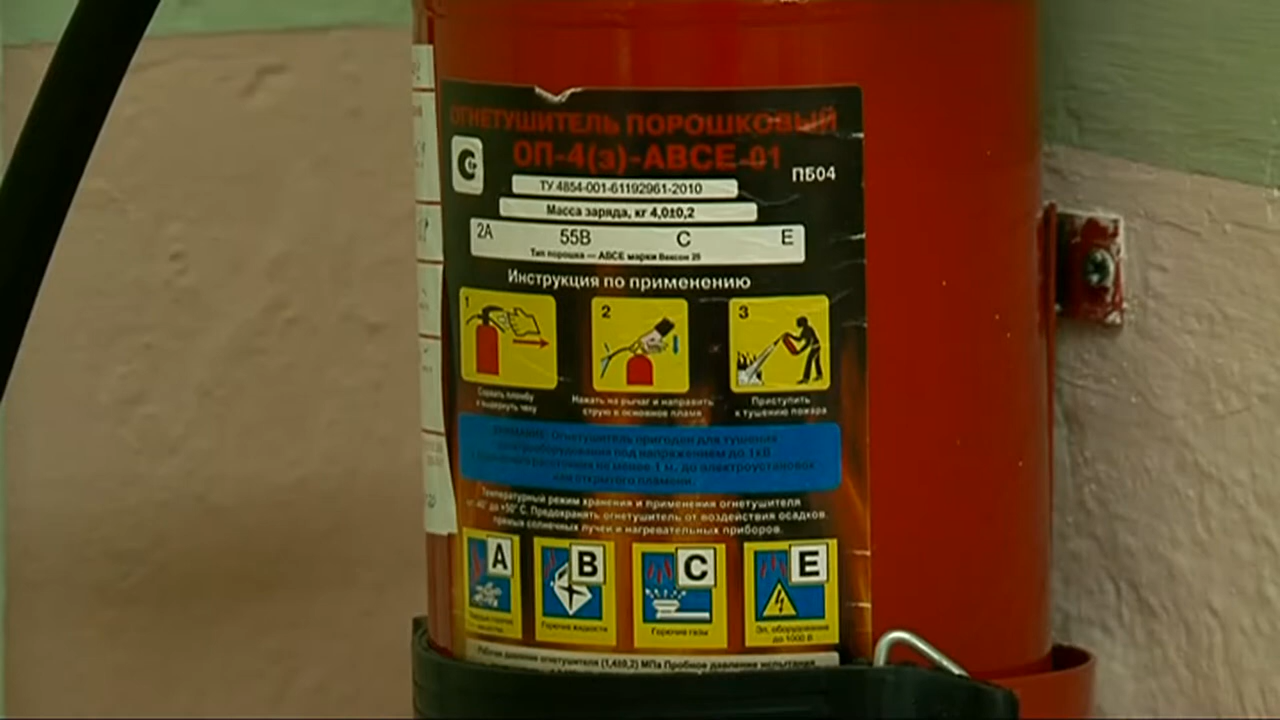 ОГНЕТУШИТЕЛЬ ПОРОШКОВЫЙ
ОП-4(з)-АВСЕ-01
ПБ04
ТУ 4854-001-61192961-2010
Масса заряда, кг 4,0±0,2
2A 55B C E
Тип порошка — АВСЕ марки Вексон 25
Инструкция по применению
1 2 3
Сорвать пломбу
и выдернуть чеку
Нажать на рычаг и направить
струю в основное пламя
Приступить
к тушению пожара
ВНИМАНИЕ: Огнетушитель пригоден для тушения
электрооборудования под напряжением до 1кВ
с расстояния не менее 1 м. до электроустановок
или открытого пламени.
Температурный режим хранения и применения огнетушителя
от -40° до +50° С. Предохранять огнетушитель от воздействия осадков,
прямых солнечных лучей и нагревательных приборов.
A B C E
Горючие жидкости
Горючие газы
Эл. оборудование
до 1000 В
Рабочее давление огнетушителя (1,4±0,2) МПа Пробное давление испытания